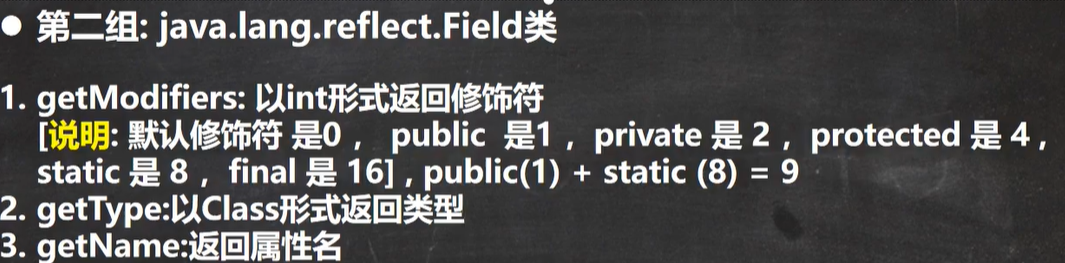 ● 第二组: java.lang.reflect.Field类
1. getModifiers: 以int形式返回修饰符
[说明: 默认修饰符 是0 ， public 是1 ，private 是 2 ，protected 是 4 ，
static 是 8 ，final 是 16] , public(1) + static (8) = 9
2. getType:以Class形式返回类型
3. getName:返回属性名